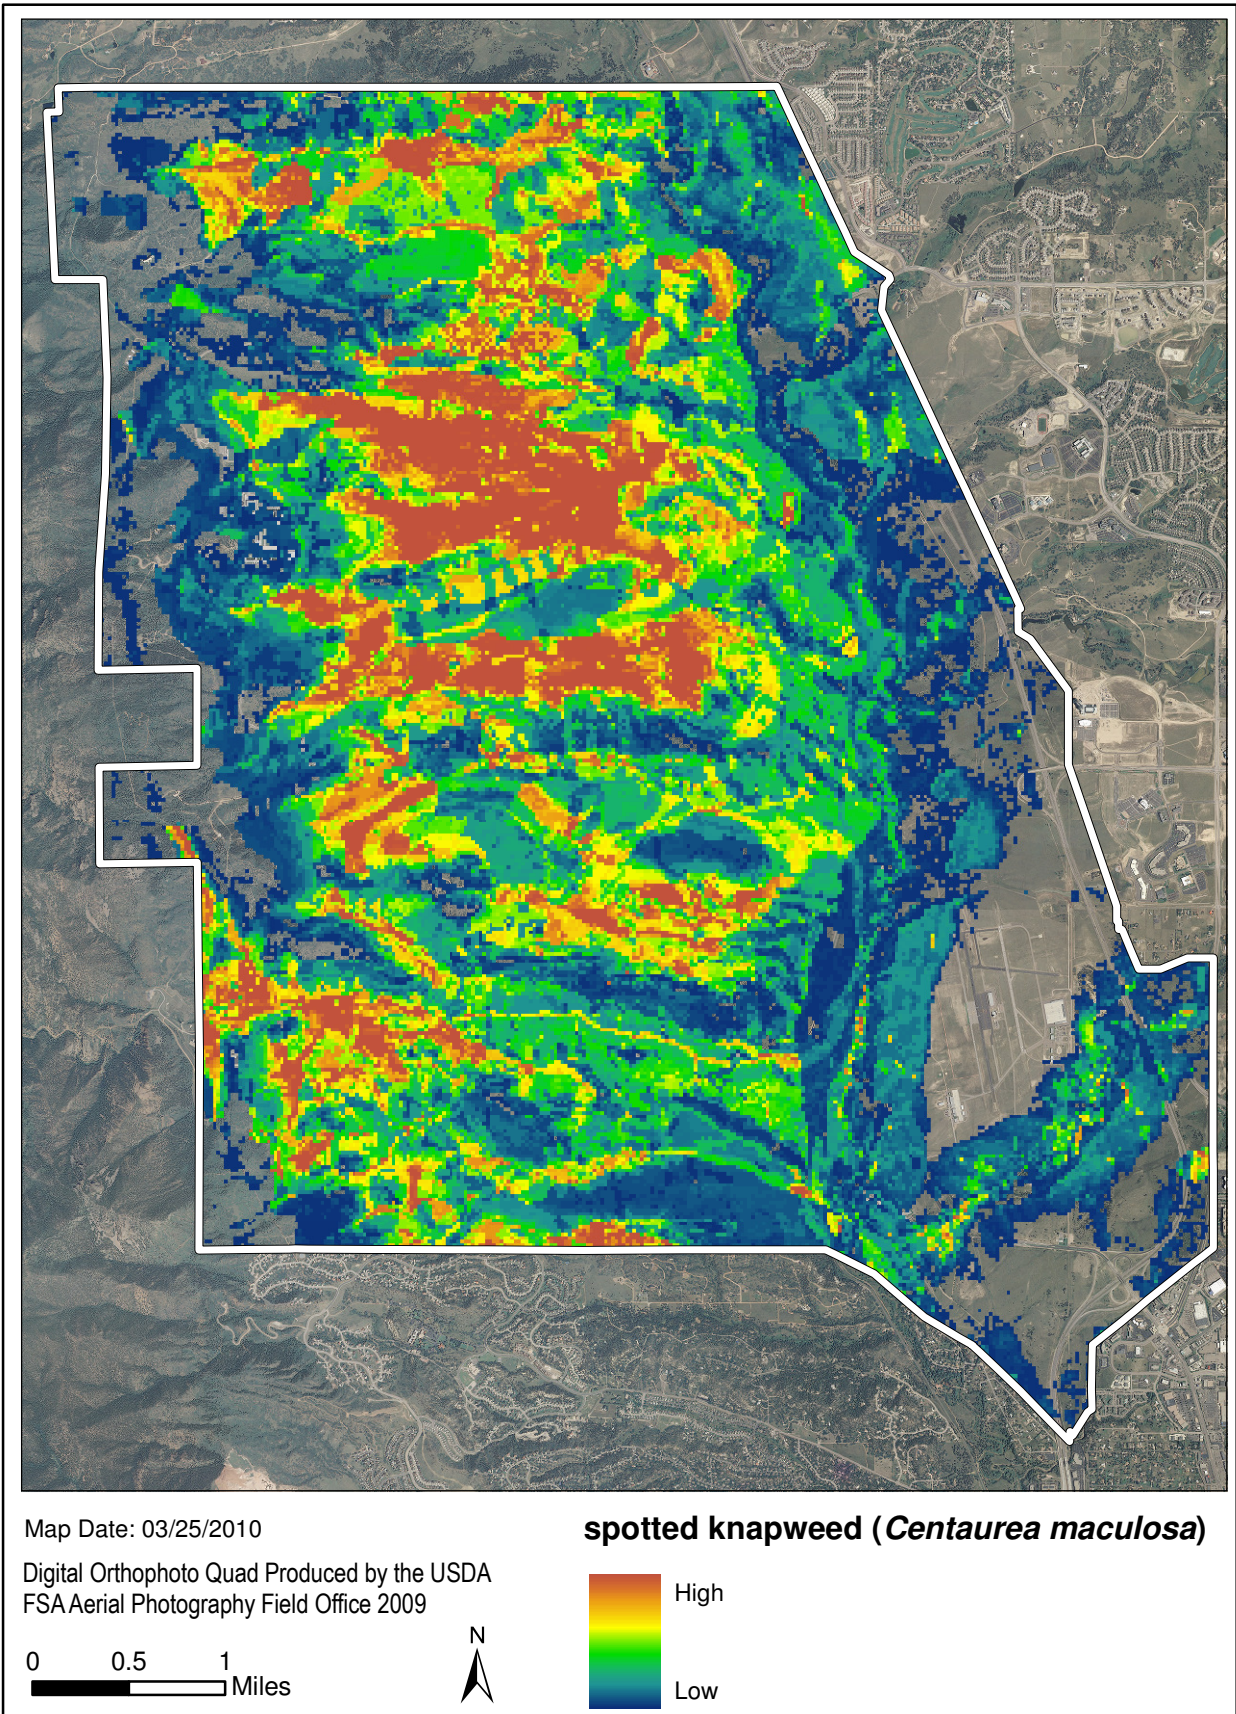 Map Date: 03/25/2010
Digital Orthophoto Quad Produced by the USDA
FSA Aerial Photography Field Office 2009
0 0.5 1
Miles
N
spotted knapweed (Centaurea maculosa)
High
Low